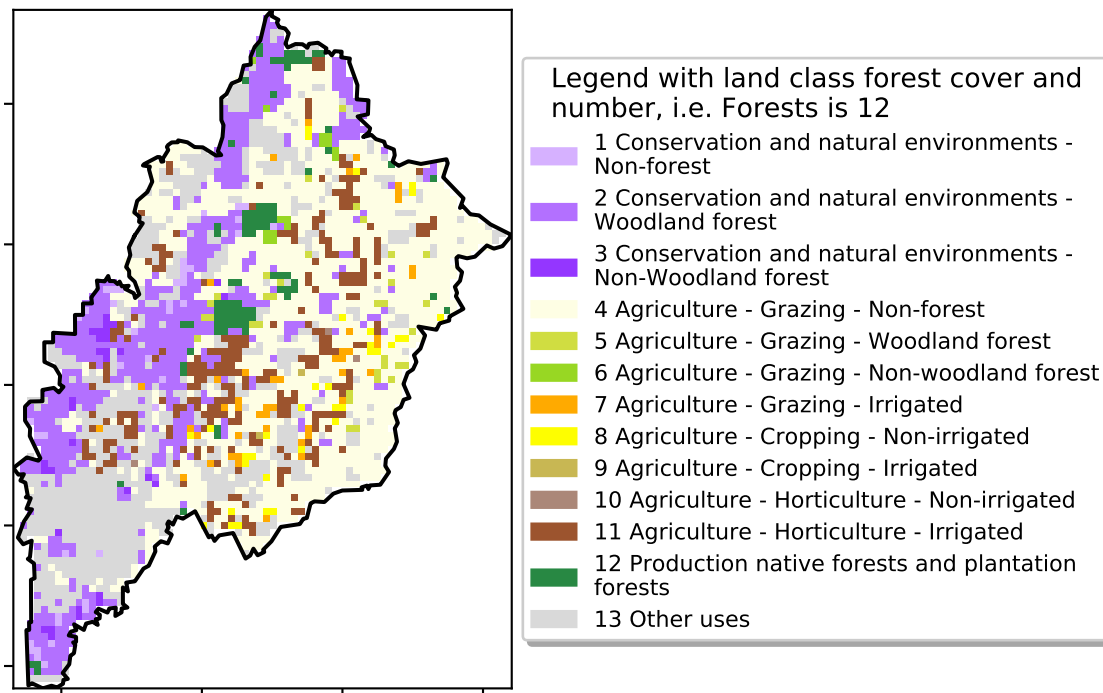 Legend with land class forest cover and
number, i.e. Forests is 12
1 Conservation and natural environments -
Non-forest
2 Conservation and natural environments -
Woodland forest
3 Conservation and natural environments -
Non-Woodland forest
4 Agriculture - Grazing - Non-forest
5 Agriculture - Grazing - Woodland forest
6 Agriculture - Grazing - Non-woodland forest
7 Agriculture - Grazing - Irrigated
8 Agriculture - Cropping - Non-irrigated
9 Agriculture - Cropping - Irrigated
10 Agriculture - Horticulture - Non-irrigated
11 Agriculture - Horticulture - Irrigated
12 Production native forests and plantation
forests
13 Other uses